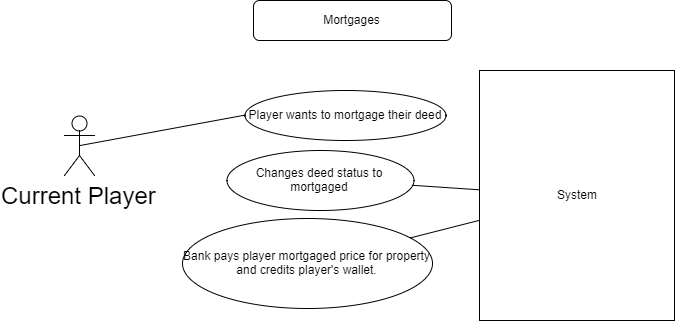 Mortgages
Player wants to mortgage their deed
Changes deed status to
mortgaged
Current Player
System
Bank pays player mortgaged price for property
and credits player's wallet.